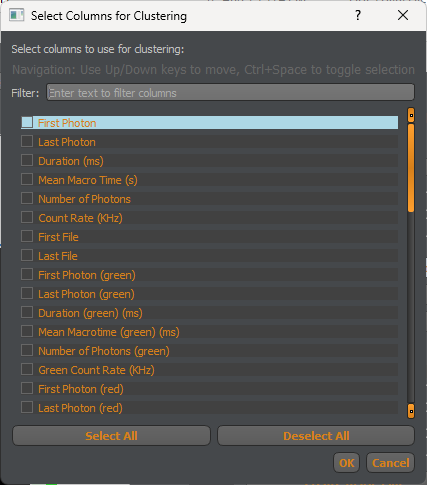 Select Columns for Clustering
?
Select columns to use for clustering:
Navigation: Use Up/Down keys to move, Ctrl+Space to toggle selection
Filter: Enter text to filter columns
First Photon
Last Photon
Duration (ms)
Mean Macro Time (s)
Number of Photons
Count Rate (KHz)
First File
Last File
First Photon (green)
Last Photon (green)
Duration (green) (ms)
Mean Macrotime (green) (ms)
Number of Photons (green)
Green Count Rate (KHz)
First Photon (red)
Last Photon (red)
Select All Deselect All
OK Cancel